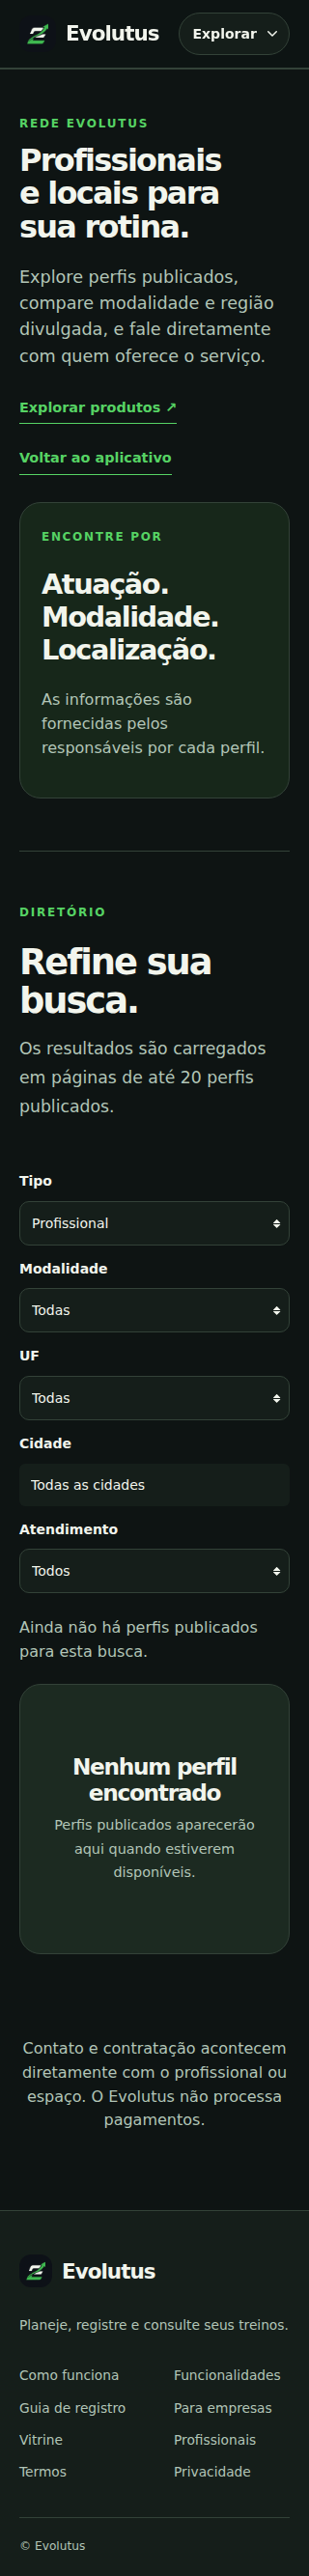 Evolutus
Explorar
REDE EVOLUTUS
Profissionais
e locais para
sua rotina.
Explore perfis publicados,
compare modalidade e região
divulgada, e fale diretamente
com quem oferece o serviço.
Explorar produtos ↗
Voltar ao aplicativo
ENCONTRE POR
Atuação.
Modalidade.
Localização.
As informações são
fornecidas pelos
responsáveis por cada perfil.
DIRETÓRIO
Refine sua
busca.
Os resultados são carregados
em páginas de até 20 perfis
publicados.
Tipo
Profissional
Modalidade
Todas
UF
Todas
Cidade
Todas as cidades
Atendimento
Todos
Ainda não há perfis publicados
para esta busca.
Nenhum perfil
encontrado
Perfis publicados aparecerão
aqui quando estiverem
disponíveis.
Contato e contratação acontecem
diretamente com o profissional ou
espaço. O Evolutus não processa
pagamentos.
Evolutus
Planeje, registre e consulte seus treinos.
Como funciona
Funcionalidades
Guia de registro
Para empresas
Vitrine
Profissionais
Termos
Privacidade
© Evolutus